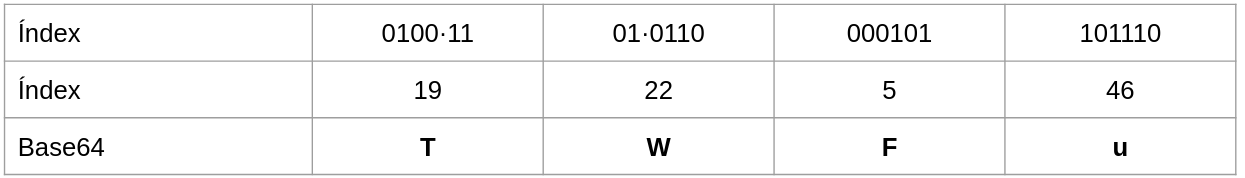 Índex 0100·11 01·0110 000101 101110
Índex 19 22 5 46
Base64 T W F u